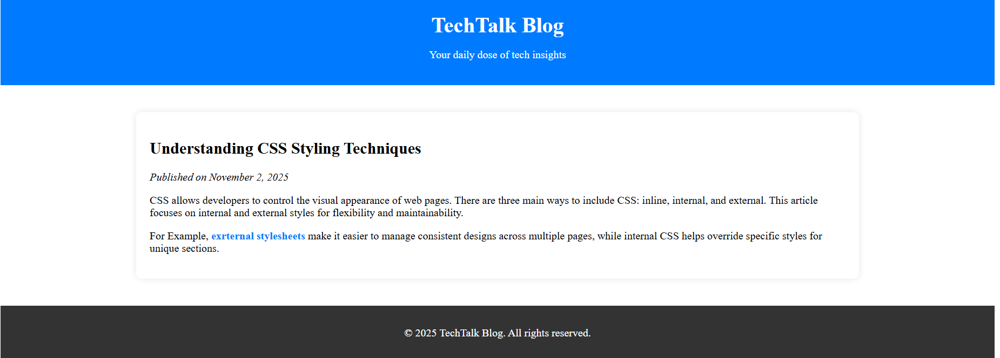 TechTalk Blog
Your daily dose of tech insights
Understanding CSS Styling Techniques
Published on November 2, 2025
CSS allows developers to control the visual appearance of web pages. There are three main ways to include CSS: inline, internal, and external. This article
focuses on internal and external styles for flexibility and maintainability.
For Example, exrternal stylesheets make it easier to manage consistent designs across multiple pages, while internal CSS helps override specific styles for
unique sections.
© 2025 TechTalk Blog. All rights reserved.